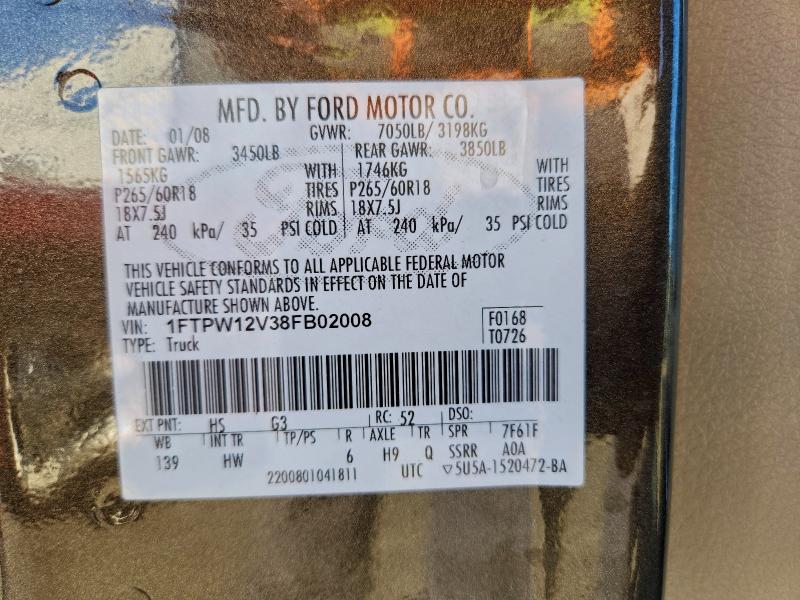 MFD. BY FORD MOTOR CO.
DATE: 01/08 GVWR: 7050LB/ 3198KG
FRONT GAWR: 3450LB REAR GAWR: 3850LB
1565KG WITH 1746KG WITH
P265/60R18 TIRES P265/60R18 TIRES
18X7.5J RIMS 18X7.5J RIMS
AT 240 kPa/ 35 PSI COLD AT 240 kPa/ 35 PSI COLD
THIS VEHICLE CONFORMS TO ALL APPLICABLE FEDERAL MOTOR
VEHICLE SAFETY STANDARDS IN EFFECT ON THE DATE OF
MANUFACTURE SHOWN ABOVE.
VIN: 1FTPW12V38FB02008 F0168
TYPE: Truck T0726
EXT PNT: HS G3 RC: 52 DSO:
WB INT TR TP/PS R AXLE TR SPR 7F61F
139 HW 6 H9 Q SSRR A0A
2200801041811 UTC ▽5U5A-1520472-BA